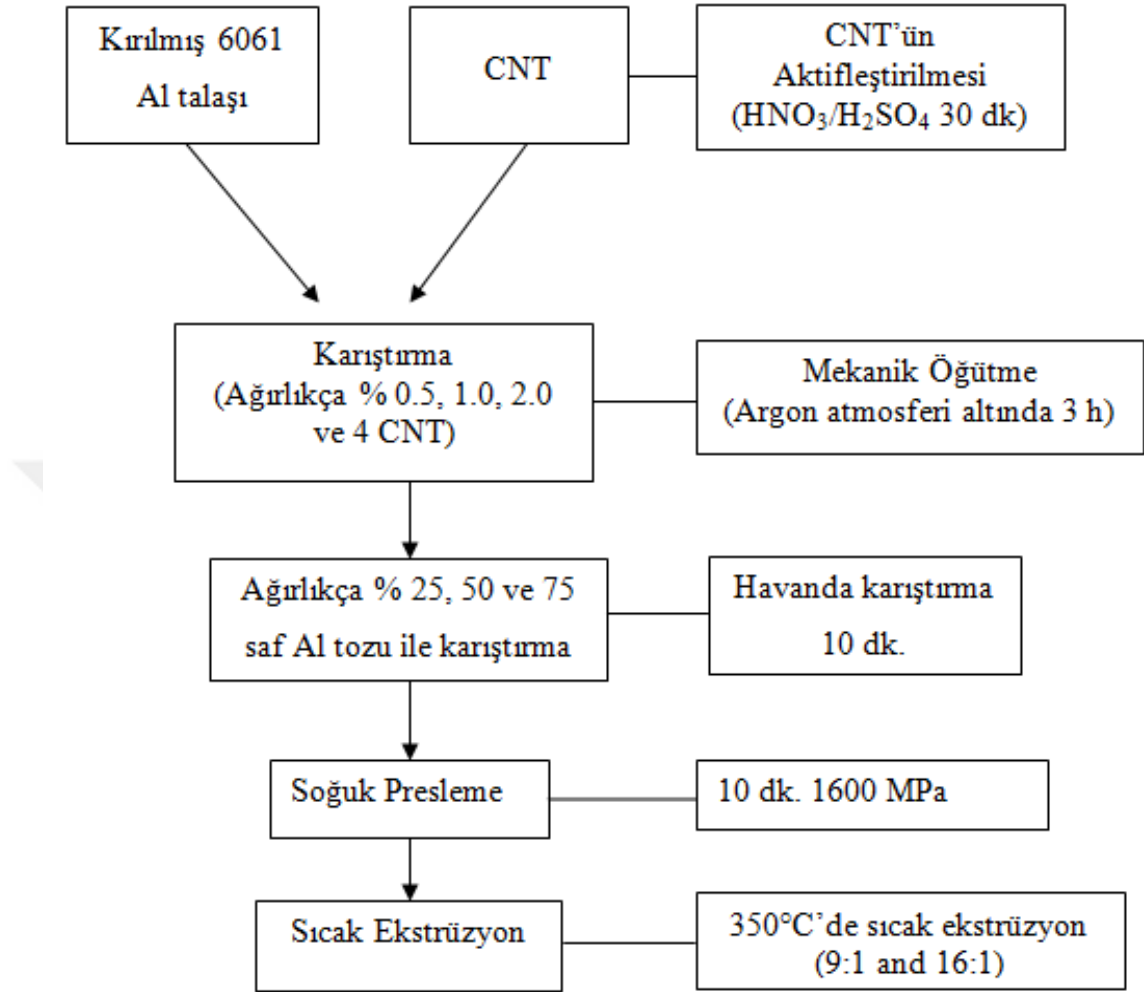 Kırılmış 6061
Al talaşı
CNT
CNT'ün
Aktifleştirilmesi
(HNO₃/H₂SO₄ 30 dk)
Karıştırma
(Ağırlıkça % 0.5, 1.0, 2.0
ve 4 CNT)
Mekanik Öğütme
(Argon atmosferi altında 3 h)
Ağırlıkça % 25, 50 ve 75
saf Al tozu ile karıştırma
Havanda karıştırma
10 dk.
Soğuk Presleme
10 dk. 1600 MPa
Sıcak Ekstrüzyon
350°C'de sıcak ekstrüzyon
(9:1 and 16:1)